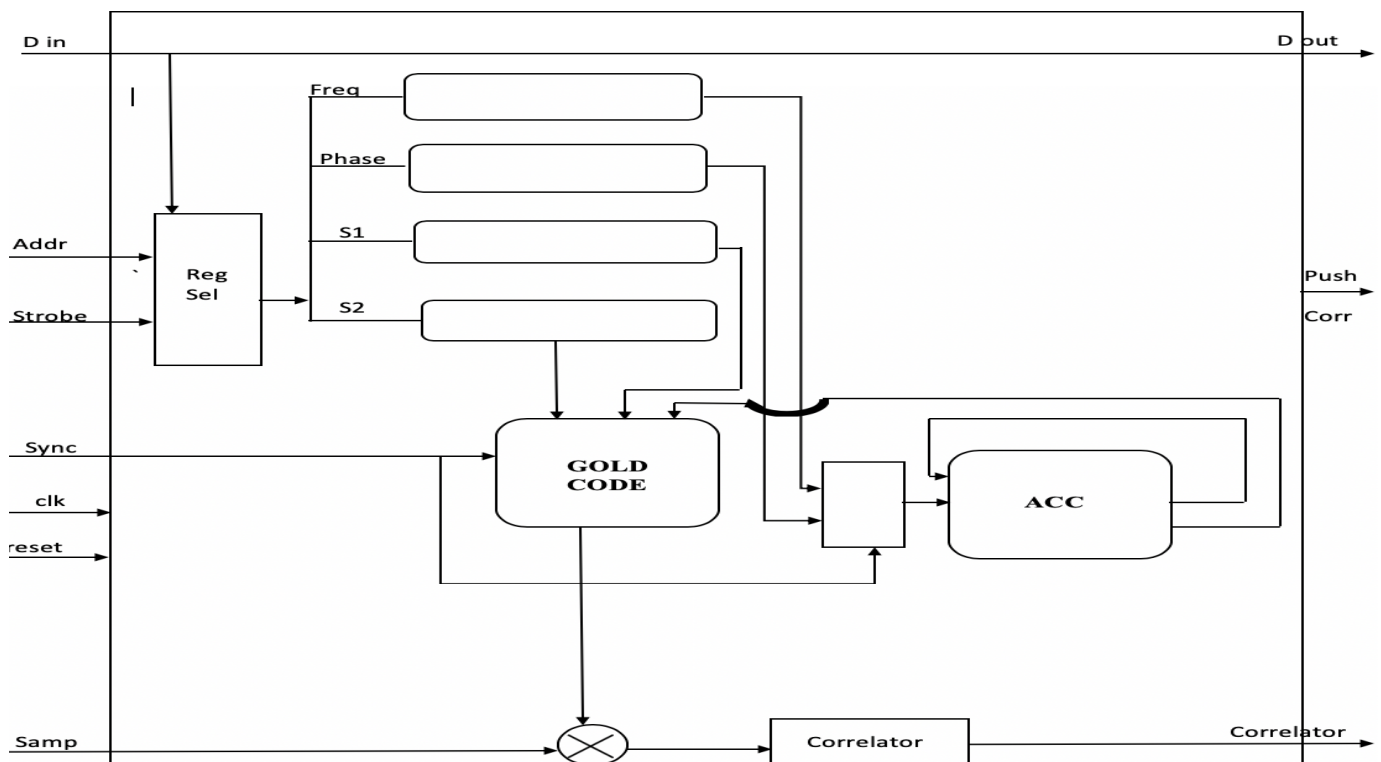 D in
D out
Freq
Phase
S1
S2
Addr
`
Reg
Sel
Strobe
Push
Corr
Sync
clk
reset
GOLD
CODE
ACC
Samp
Correlator
Correlator